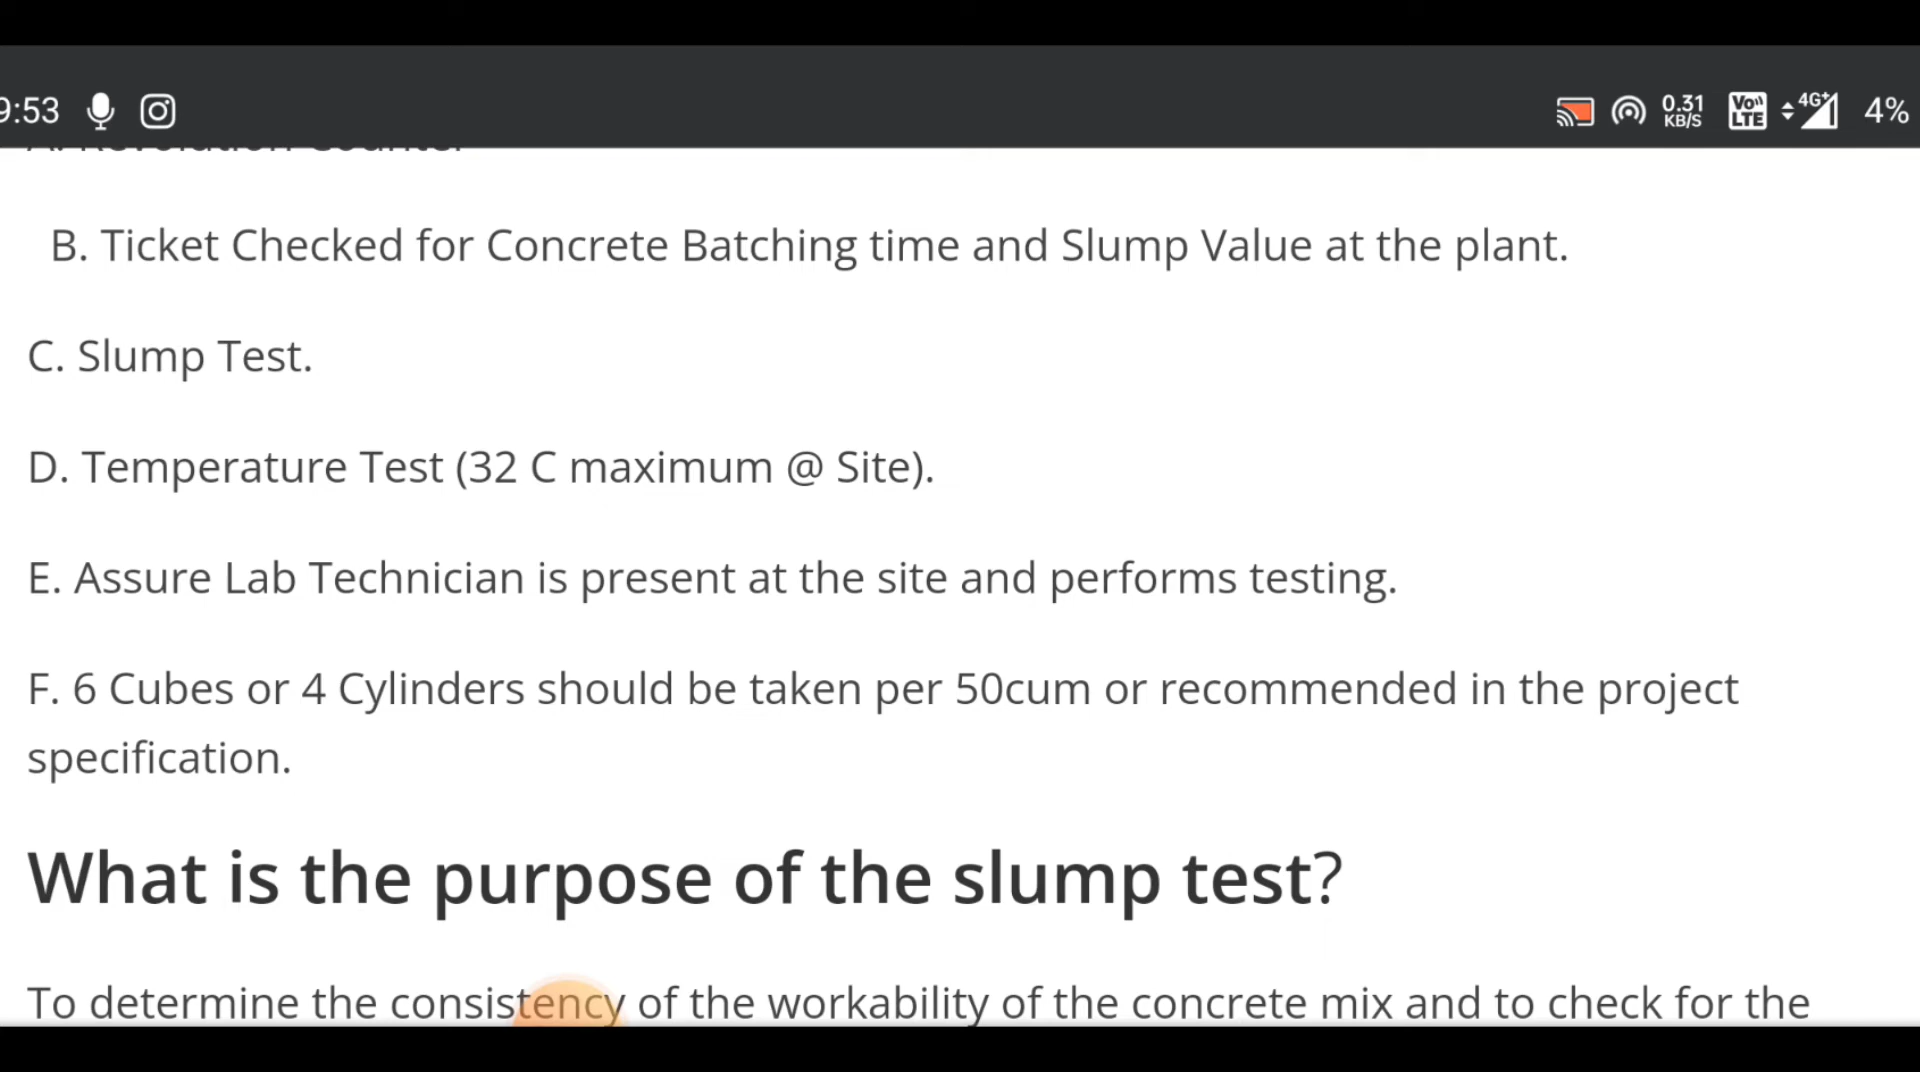 9:53
0.31
KB/S
Vo
LTE
4G+
4%
A. Revolution Counter
B. Ticket Checked for Concrete Batching time and Slump Value at the plant.
C. Slump Test.
D. Temperature Test (32 C maximum @ Site).
E. Assure Lab Technician is present at the site and performs testing.
F. 6 Cubes or 4 Cylinders should be taken per 50cum or recommended in the project
specification.
What is the purpose of the slump test?
To determine the consistency of the workability of the concrete mix and to check for the